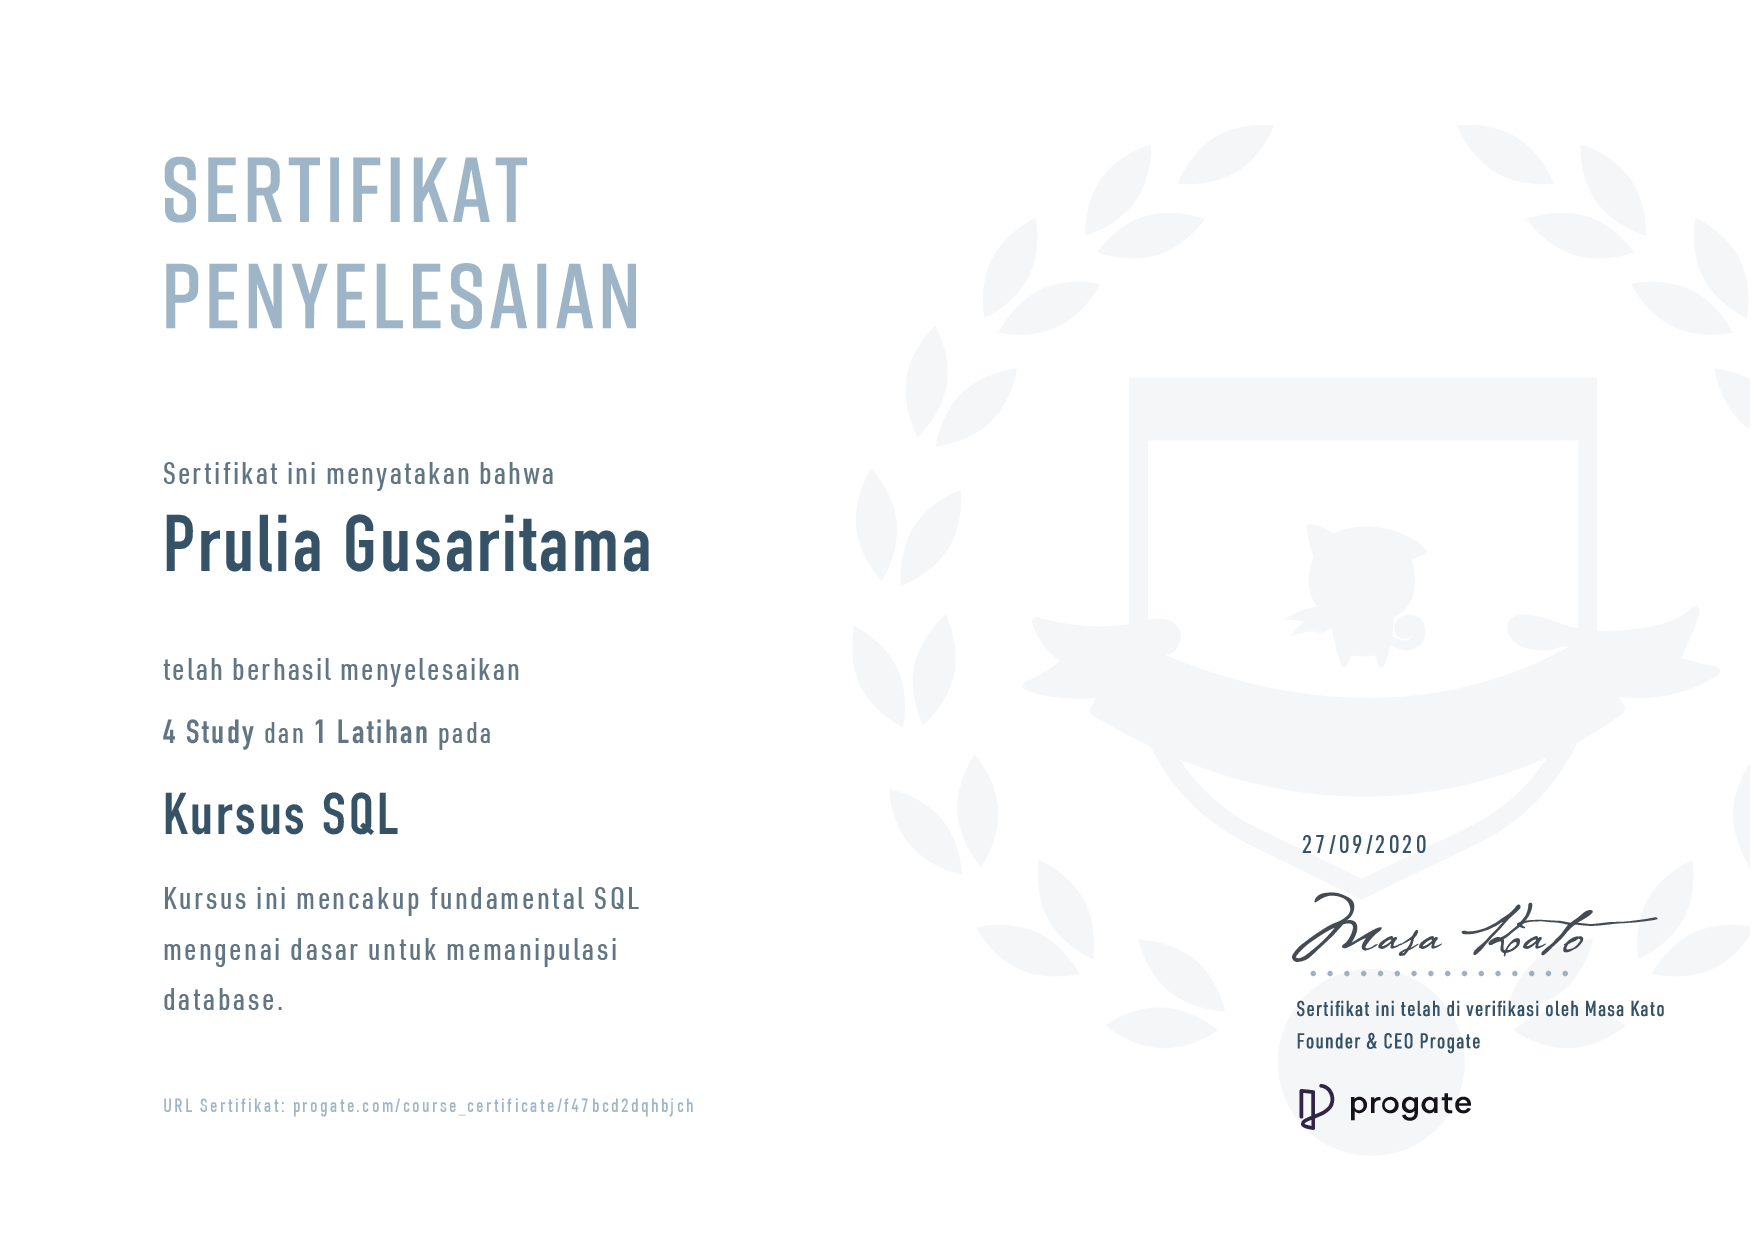 SERTIFIKAT
PENYELESAIAN
Sertifikat ini menyatakan bahwa
Prulia Gusaritama
telah berhasil menyelesaikan
4 Study dan 1 Latihan pada
Kursus SQL
Kursus ini mencakup fundamental SQL
mengenai dasar untuk memanipulasi
database.
URL Sertifikat: progate.com/course_certificate/f47bcd2dqhbjch
27/09/2020
Masa Kato
Sertifikat ini telah di verifikasi oleh Masa Kato
Founder & CEO Progate
progate